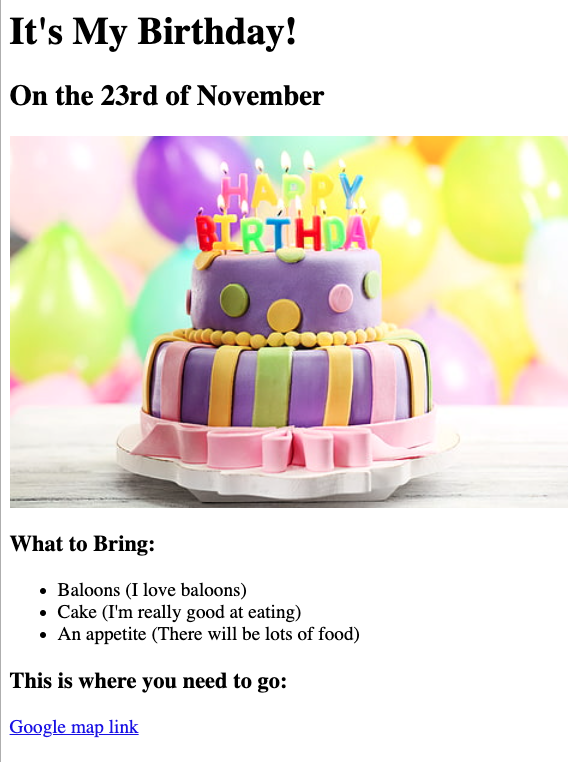 It's My Birthday!
On the 23rd of November
HAPPY
BIRTHDAY
What to Bring:
Baloons (I love baloons)
Cake (I'm really good at eating)
An appetite (There will be lots of food)
This is where you need to go:
Google map link